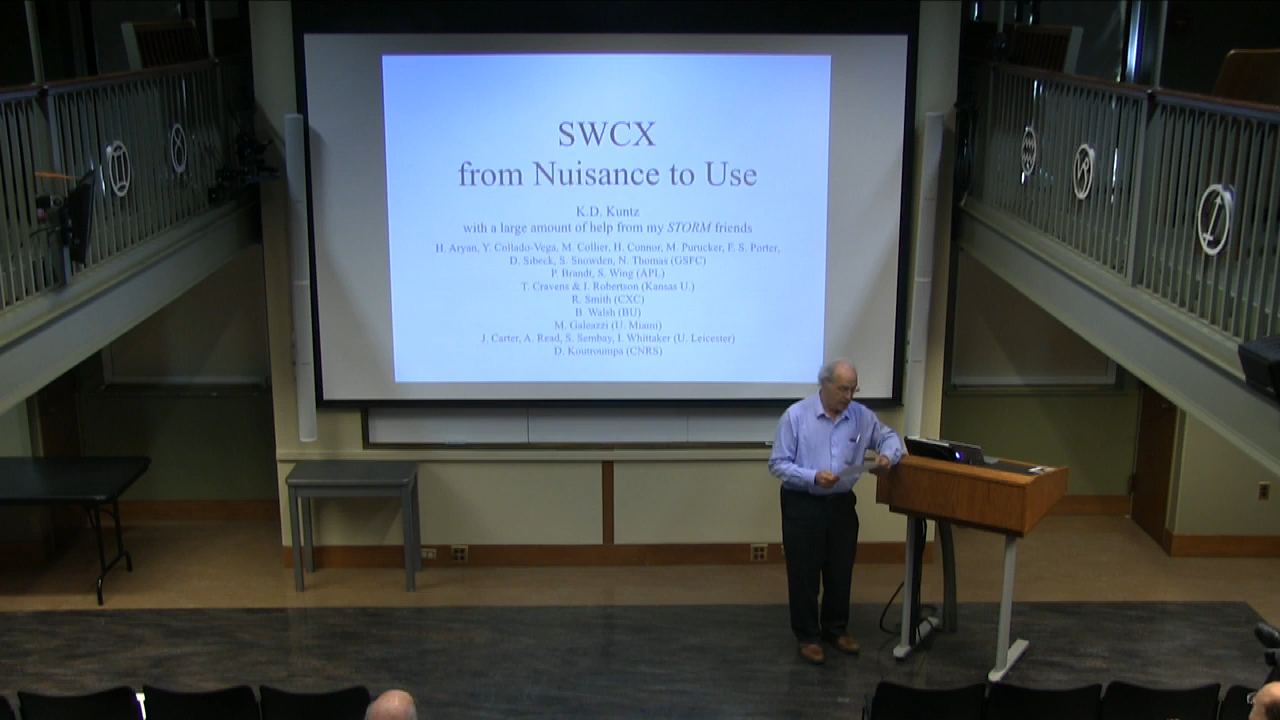 SWCX
from Nuisance to Use
K.D. Kuntz
with a large amount of help from my STORM friends
H. Aryan, Y. Collado-Vega, M. Collier, H. Connor, M. Purucker, F. S. Porter,
D. Sibeck, S. Snowden, N. Thomas (GSFC)
P. Brandt, S. Wing (APL)
T. Cravens & I. Robertson (Kansas U.)
R. Smith (CXC)
B. Walsh (BU)
M. Galeazzi (U. Miami)
J. Carter, A. Read, S. Sembay, I. Whittaker (U. Leicester)
D. Koutroumpa (CNRS)